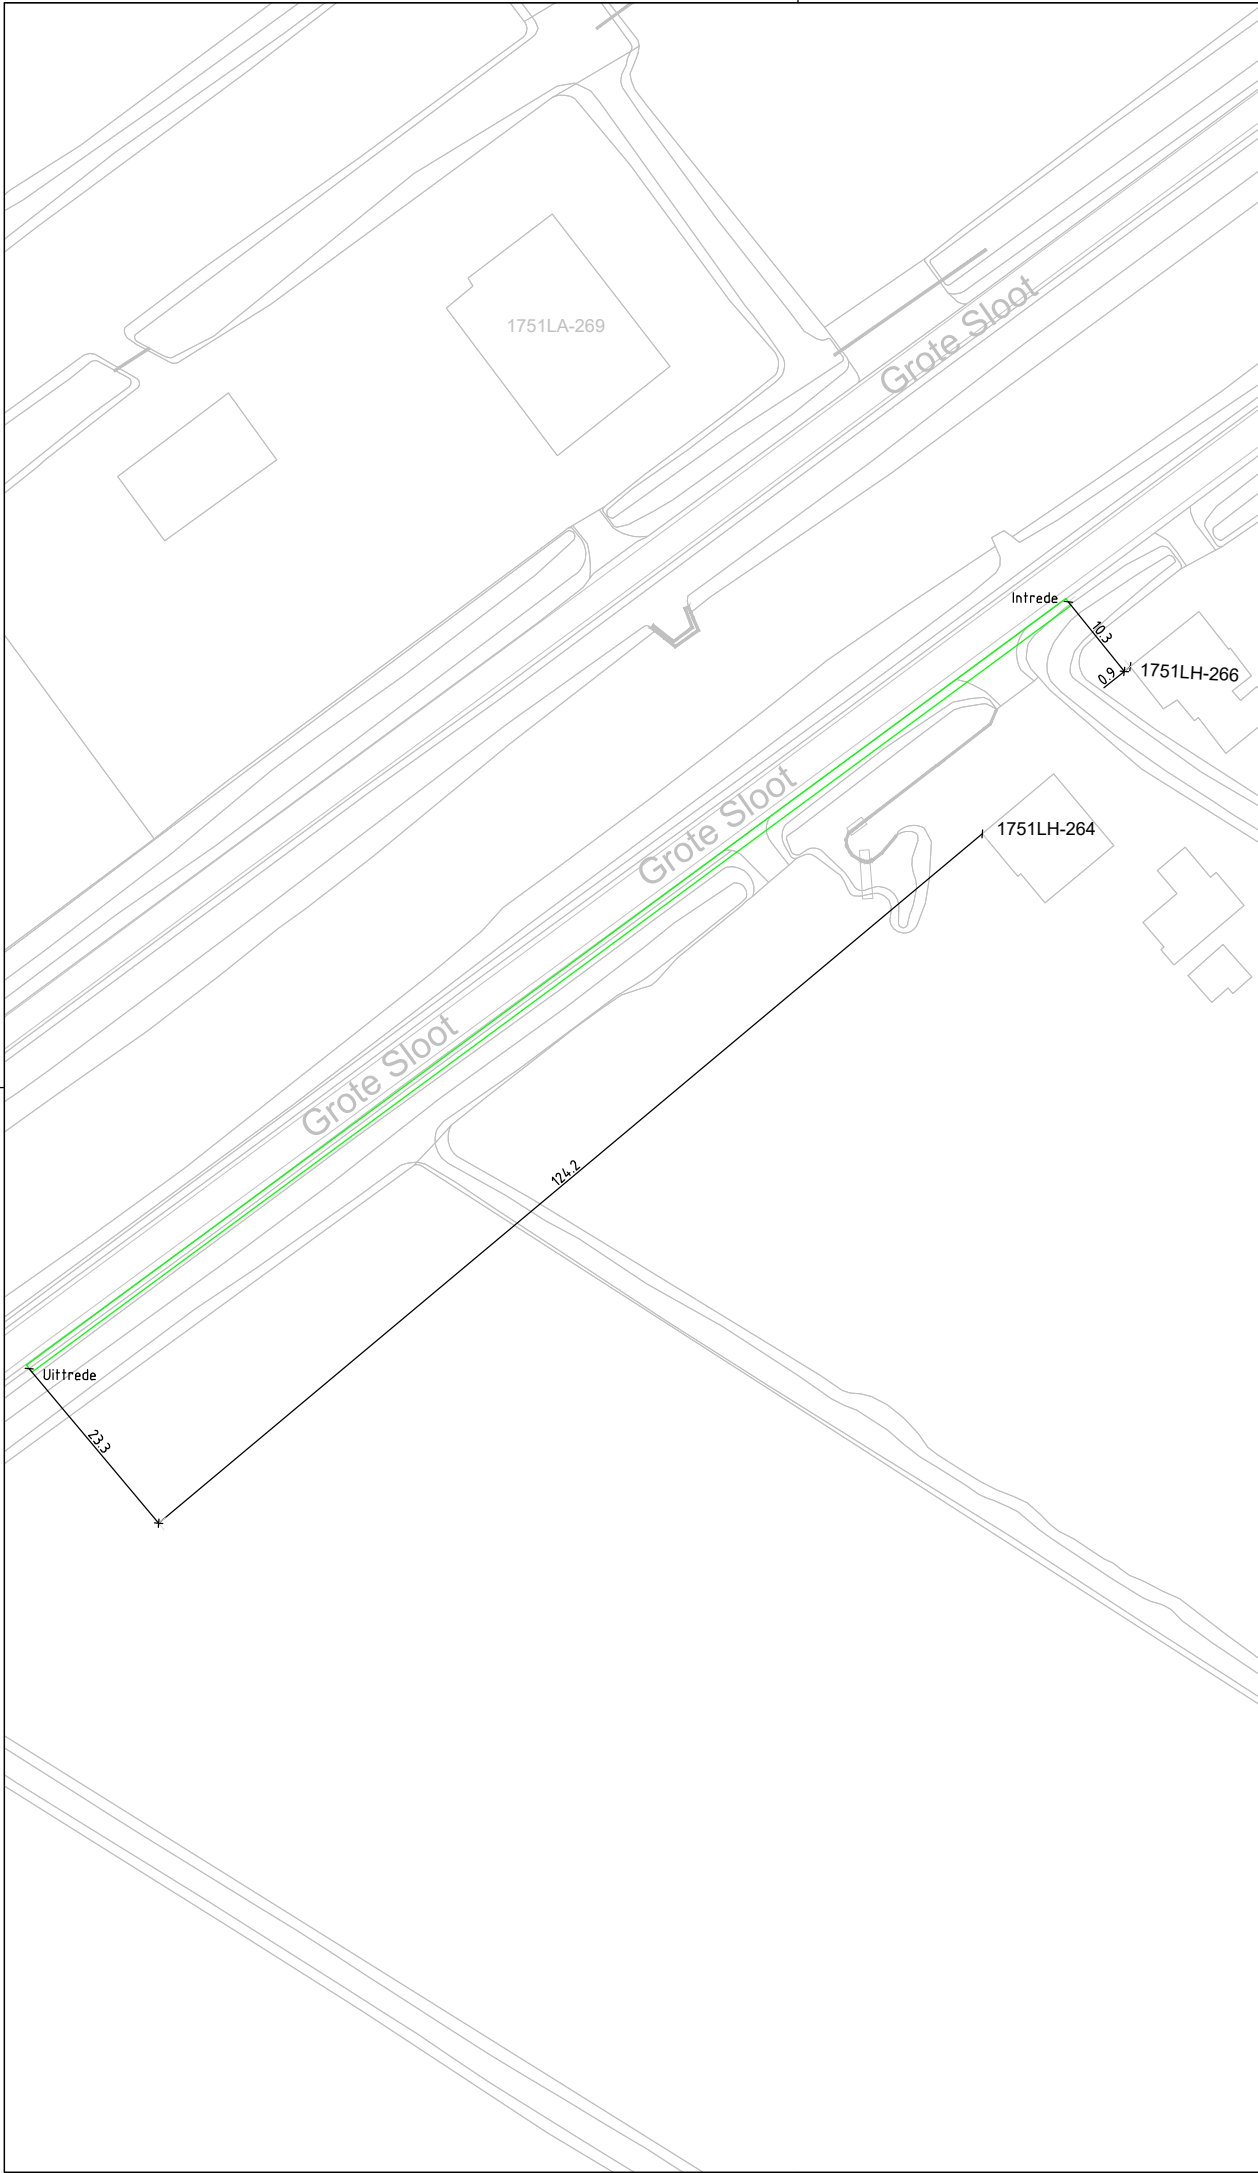 Grote Sloot
1751LA-269
Intrede
10.3
0.9
1751LH-266
Grote Sloot
1751LH-264
Grote Sloot
124.2
Uittrede
23.3